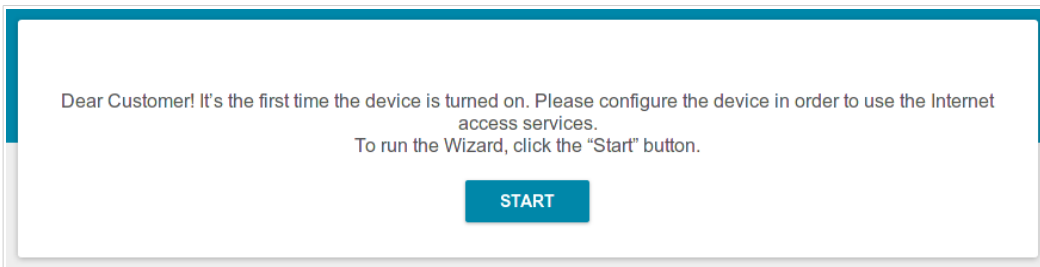 Dear Customer! It’s the first time the device is turned on. Please configure the device in order to use the Internet
access services.
To run the Wizard, click the “Start” button.
START